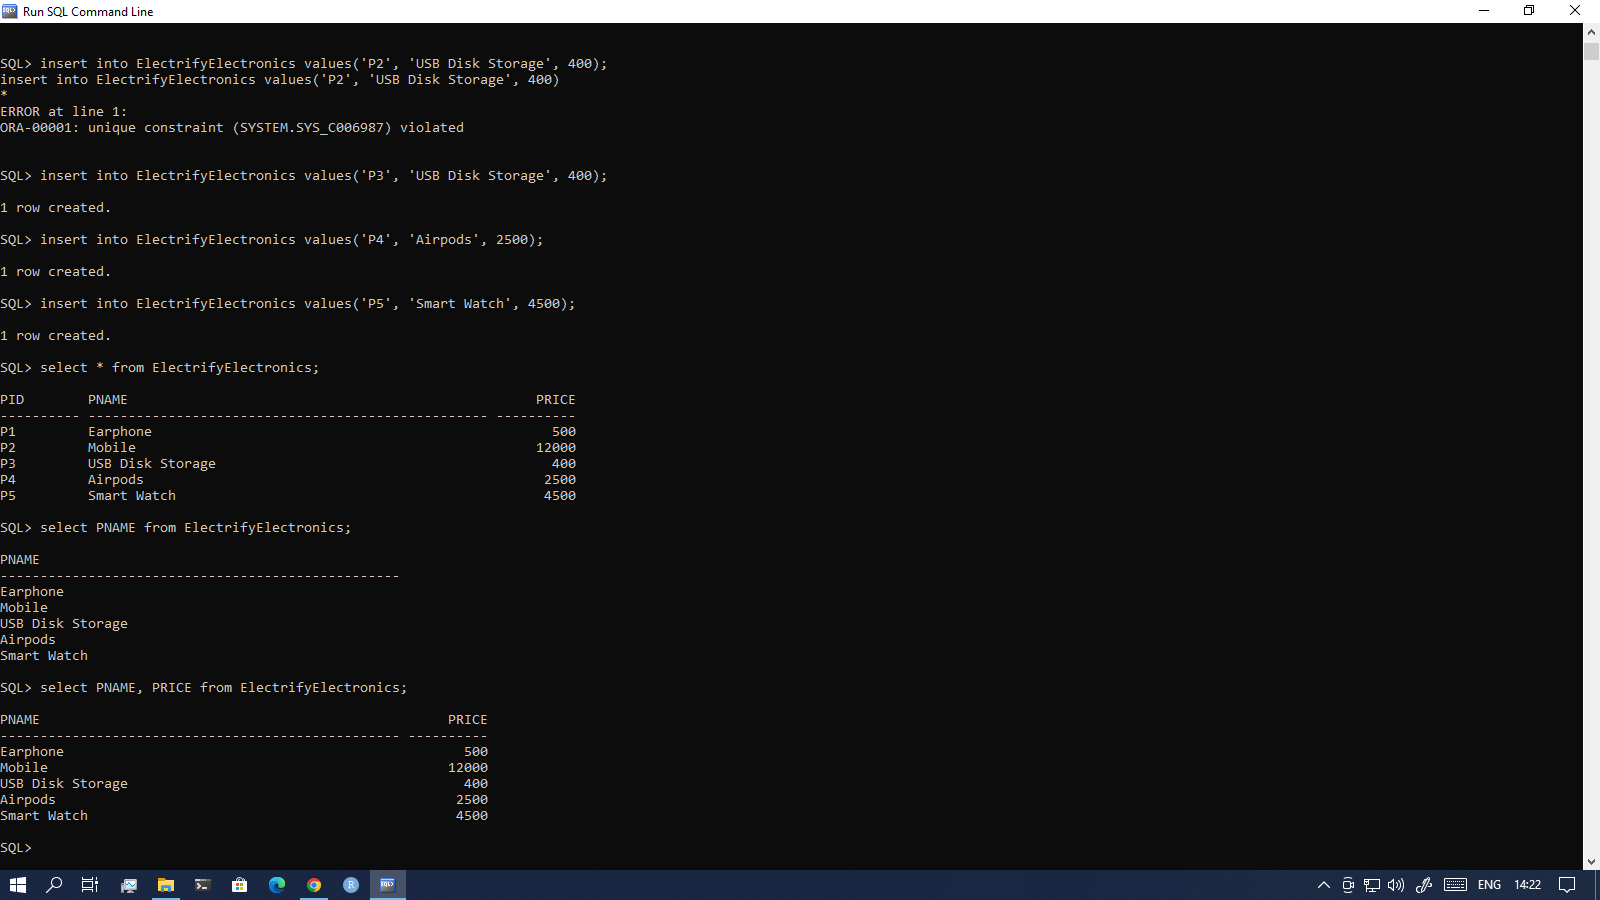 Run SQL Command Line
SQL> insert into ElectrifyElectronics values('P2', 'USB Disk Storage', 400);
insert into ElectrifyElectronics values('P2', 'USB Disk Storage', 400)
*
ERROR at line 1:
ORA-00001: unique constraint (SYSTEM.SYS_C006987) violated
SQL> insert into ElectrifyElectronics values('P3', 'USB Disk Storage', 400);
1 row created.
SQL> insert into ElectrifyElectronics values('P4', 'Airpods', 2500);
1 row created.
SQL> insert into ElectrifyElectronics values('P5', 'Smart Watch', 4500);
1 row created.
SQL> select * from ElectrifyElectronics;
PID        PNAME                                                   PRICE
---------- -------------------------------------------------- ----------
P1         Earphone                                                  500
P2         Mobile                                                  12000
P3         USB Disk Storage                                          400
P4         Airpods                                                  2500
P5         Smart Watch                                              4500
SQL> select PNAME from ElectrifyElectronics;
PNAME
--------------------------------------------------
Earphone
Mobile
USB Disk Storage
Airpods
Smart Watch
SQL> select PNAME, PRICE from ElectrifyElectronics;
PNAME                                                   PRICE
-------------------------------------------------- ----------
Earphone                                                  500
Mobile                                                  12000
USB Disk Storage                                          400
Airpods                                                  2500
Smart Watch                                              4500
SQL>
R SQL> ENG 14:22